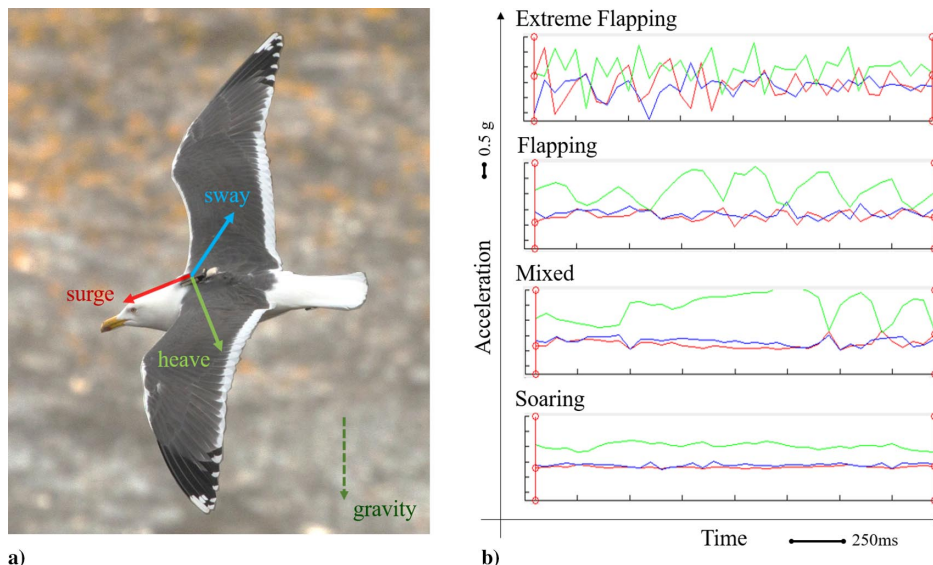 sway
surge
heave
gravity
a)
Extreme Flapping
Flapping
Mixed
Soaring
Acceleration
0.5 g
Time
250ms
b)